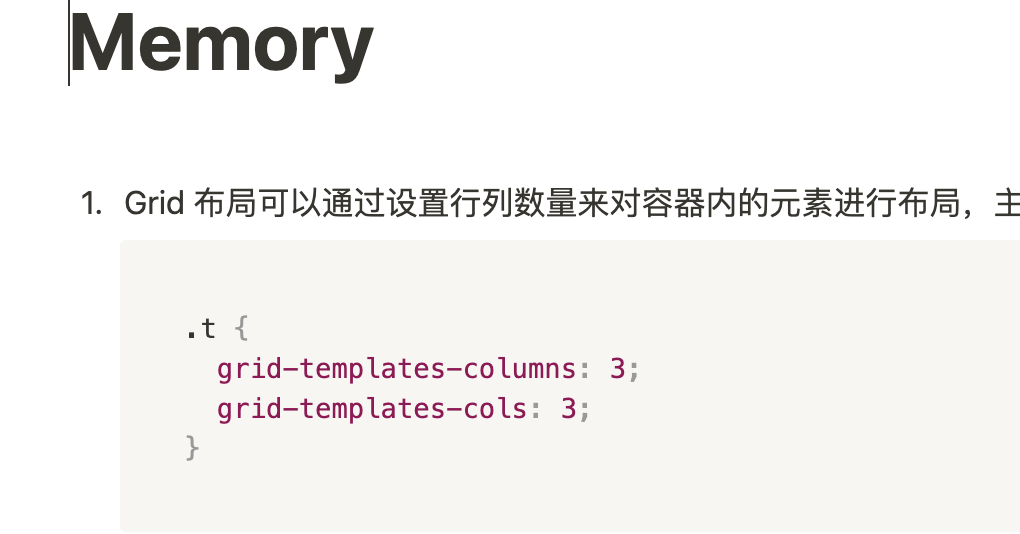 Memory
1. Grid 布局可以通过设置行列数量来对容器内的元素进行布局，主
.t {
  grid-templates-columns: 3;
  grid-templates-cols: 3;
}